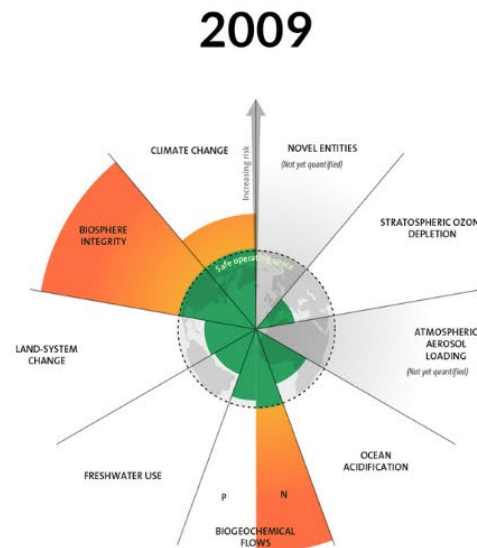 2009
CLIMATE CHANGE
Increasing risk
NOVEL ENTITIES
(Not yet quantified)
STRATOSPHERIC OZON
DEPLETION
BIOSPHERE
INTEGRITY
Safe operating space
ATMOSPHERIC
AEROSOL
LOADING
(Not yet quantified)
LAND-SYSTEM
CHANGE
OCEAN
ACIDIFICATION
FRESHWATER USE
P
N
BIOGEOCHEMICAL
FLOWS